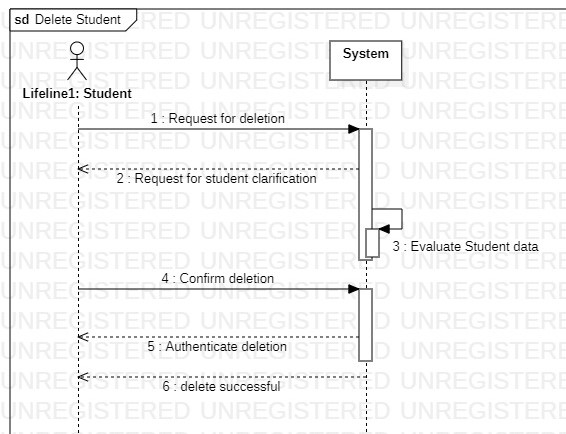 sd Delete Student
System
Lifeline1: Student
1 : Request for deletion
2 : Request for student clarification
3 : Evaluate Student data
4 : Confirm deletion
5 : Authenticate deletion
6 : delete successful
UNREGISTERED